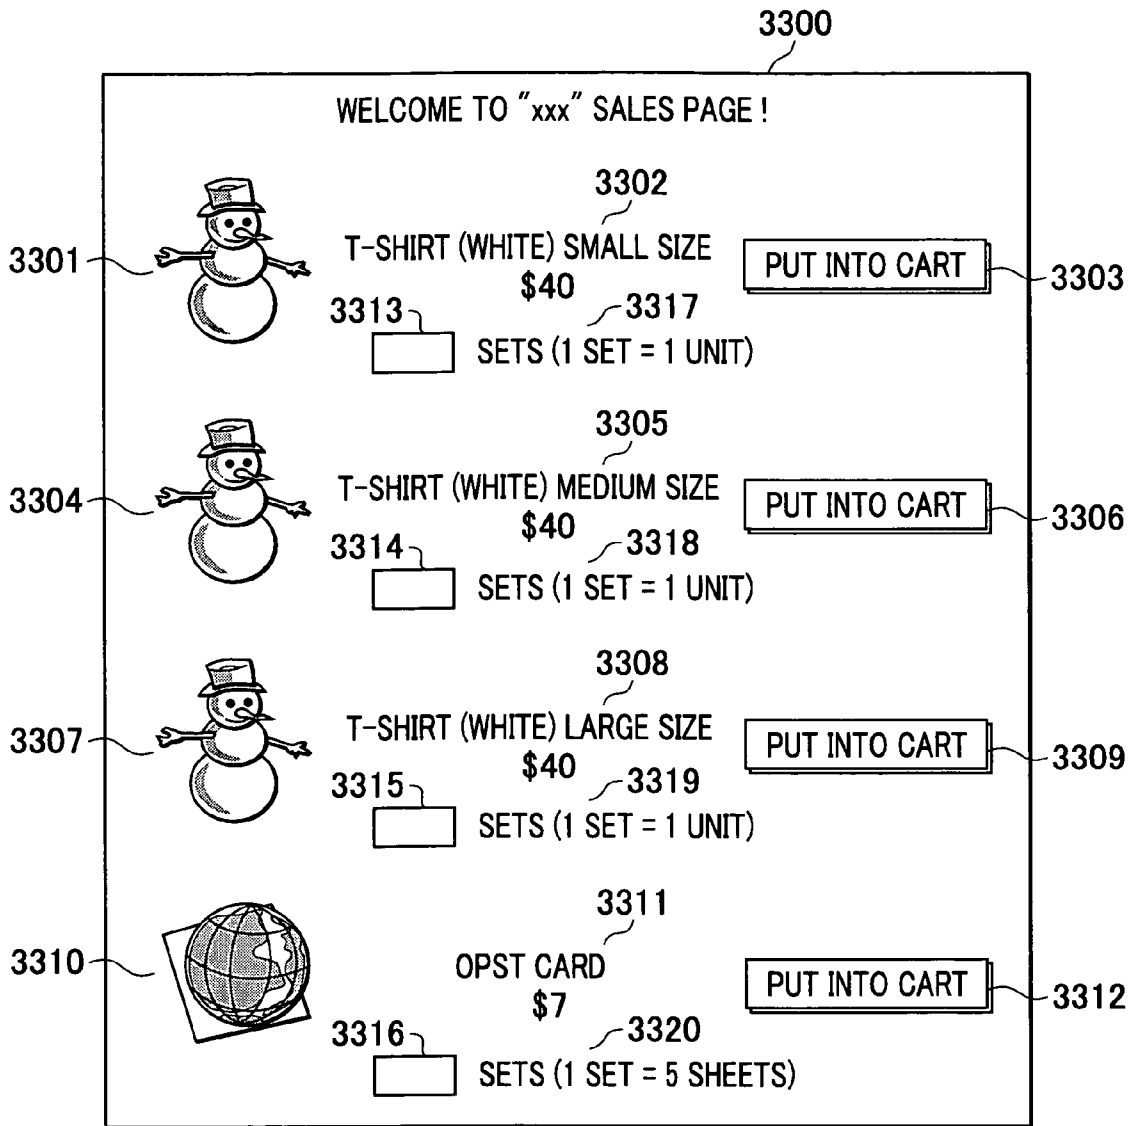 3300
WELCOME TO "xxx" SALES PAGE !
3302
3301 T-SHIRT (WHITE) SMALL SIZE PUT INTO CART 3303
$40
3313 3317
SETS (1 SET = 1 UNIT)
3305
3304 T-SHIRT (WHITE) MEDIUM SIZE PUT INTO CART 3306
$40
3314 3318
SETS (1 SET = 1 UNIT)
3308
3307 T-SHIRT (WHITE) LARGE SIZE PUT INTO CART 3309
$40
3315 3319
SETS (1 SET = 1 UNIT)
3311
3310 OPST CARD PUT INTO CART 3312
$7
3316 3320
SETS (1 SET = 5 SHEETS)